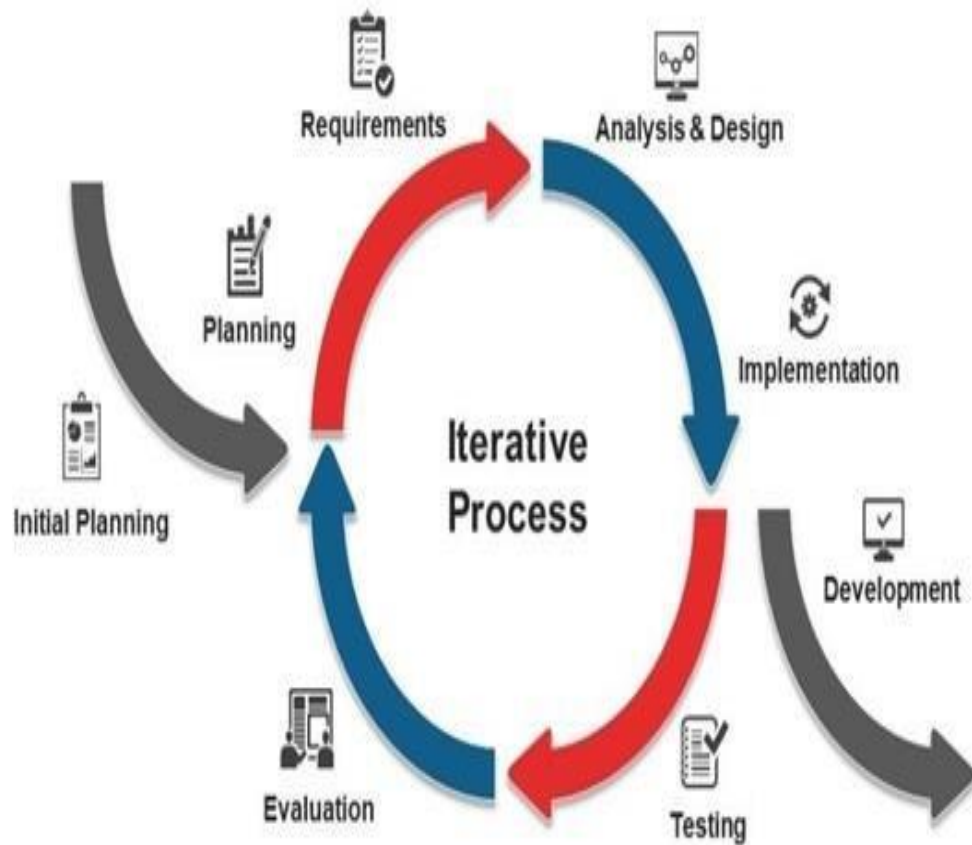 Requirements
Analysis & Design
Planning
Implementation
Iterative
Process
Initial Planning
Development
Evaluation
Testing